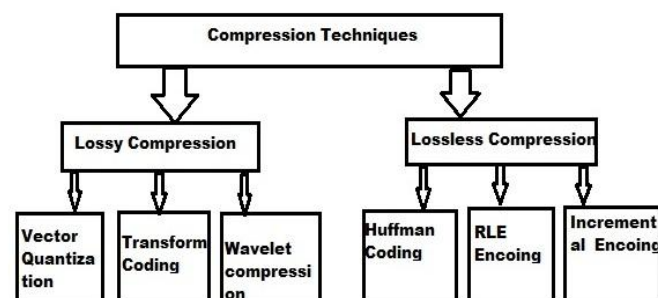 Compression Techniques
Lossy Compression
Lossless Compression
Vector
Quantiza
tion
Transform
Coding
Wavelet
compressi
on
Huffman
Coding
RLE
Encoing
Increment
al Encoing